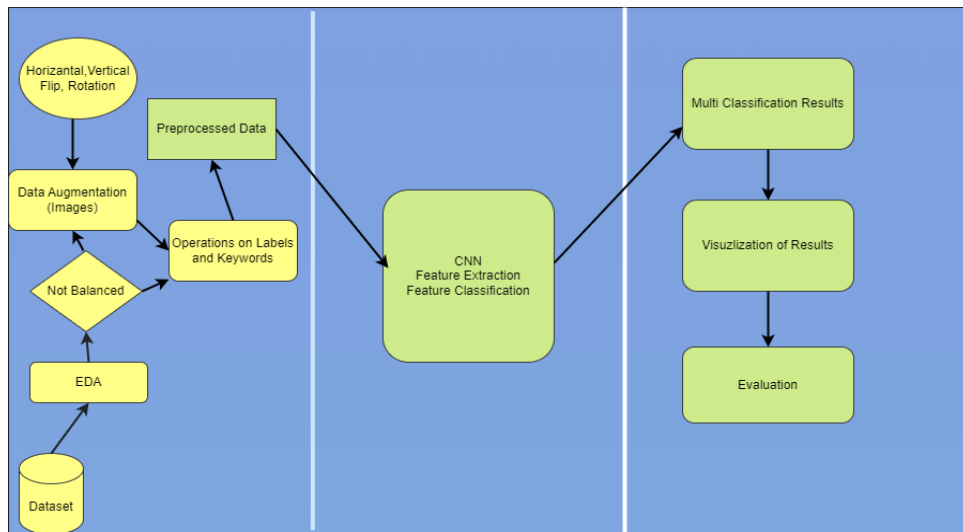 Horizantal,Vertical
Flip, Rotation
Data Augmentation
(Images)
Not Balanced
EDA
Dataset
Preprocessed Data
Operations on Labels
and Keywords
CNN
Feature Extraction
Feature Classification
Multi Classification Results
Visuzlization of Results
Evaluation